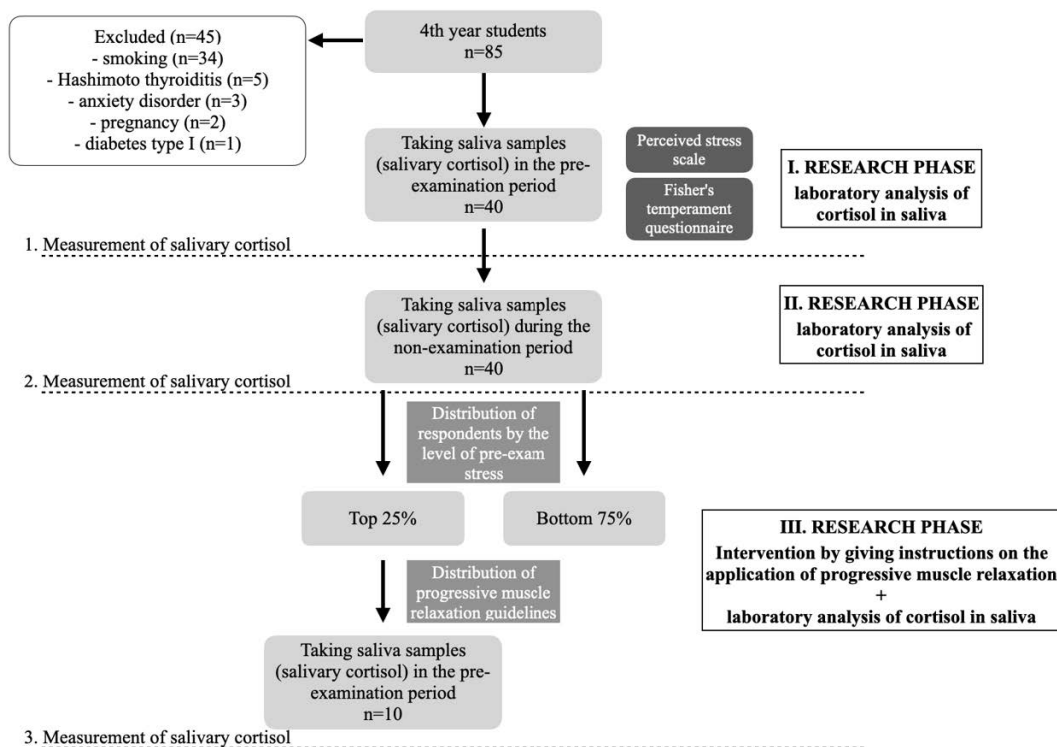 Excluded (n=45)
- smoking (n=34)
- Hashimoto thyroiditis (n=5)
- anxiety disorder (n=3)
- pregnancy (n=2)
- diabetes type I (n=1)
4th year students
n=85
Taking saliva samples
(salivary cortisol) in the pre-
examination period
n=40
Perceived stress
scale
Fisher's
temperament
questionnaire
I. RESEARCH PHASE
laboratory analysis of
cortisol in saliva
1. Measurement of salivary cortisol
Taking saliva samples
(salivary cortisol) during the
non-examination period
n=40
II. RESEARCH PHASE
laboratory analysis of
cortisol in saliva
2. Measurement of salivary cortisol
Distribution of
respondents by the
level of pre-exam
stress
Top 25%
Bottom 75%
III. RESEARCH PHASE
Intervention by giving instructions on the
application of progressive muscle relaxation
+
laboratory analysis of cortisol in saliva
Distribution of
progressive muscle
relaxation guidelines
Taking saliva samples
(salivary cortisol) in the pre-
examination period
n=10
3. Measurement of salivary cortisol